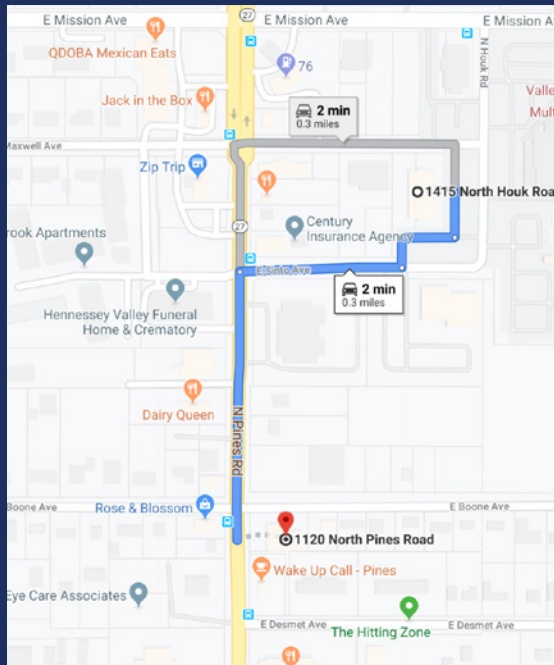 E Mission Ave
27
E Mission Ave
E Mission Ave
QDOBA Mexican Eats
76
N Houk Rd
Jack in the Box
Valle
Mult
2 min
0.3 miles
Maxwell Ave
Zip Trip
1415 North Houk Roa
27
Century
Insurance Agency
rook Apartments
E Sinto Ave
2 min
0.3 miles
Hennessey Valley Funeral
Home & Crematory
Dairy Queen
N Pines Rd
Boone Ave
Rose & Blossom
E Boone Ave
1120 North Pines Road
Wake Up Call - Pines
Eye Care Associates
E Desmet Ave
The Hitting Zone
E Desmet Ave